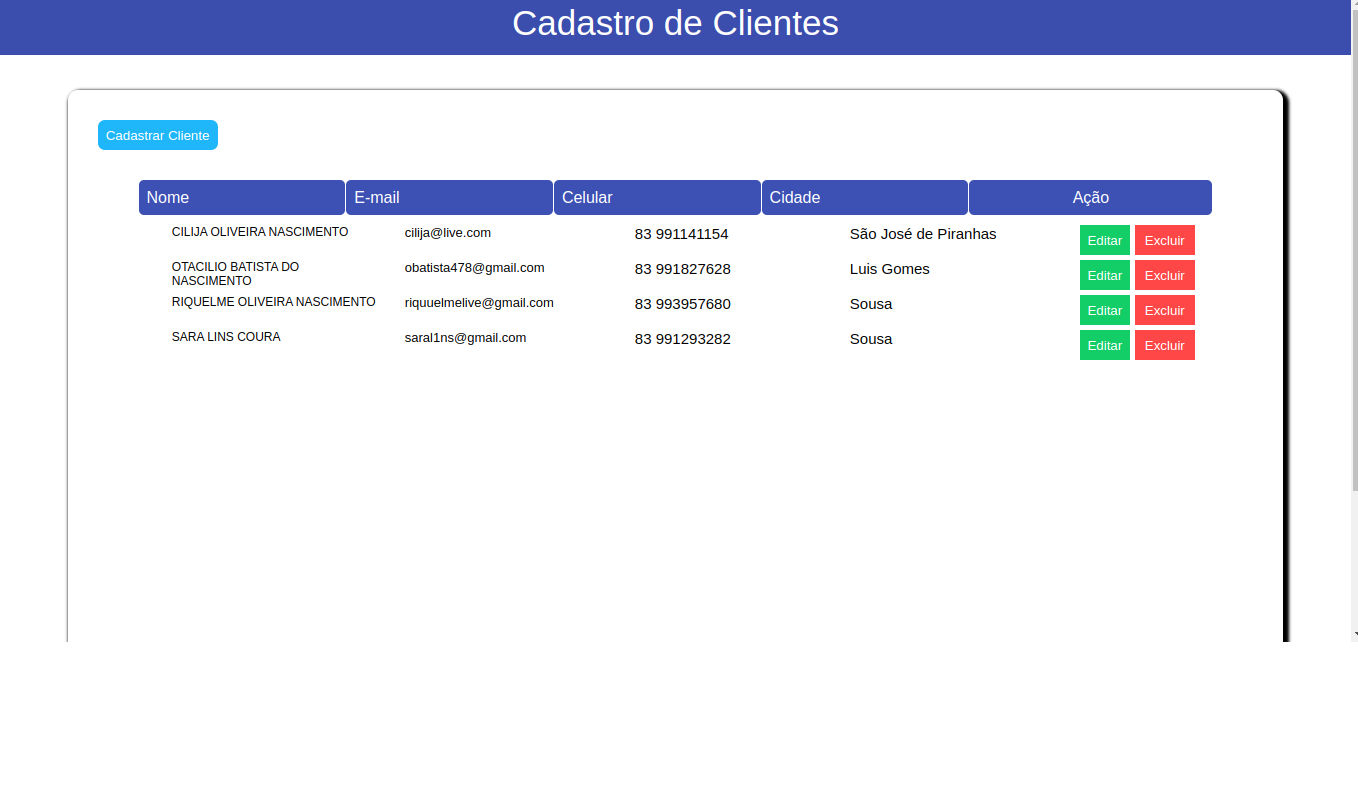 Cadastro de Clientes
Cadastrar Cliente
Nome E-mail Celular Cidade Ação
CILIJA OLIVEIRA NASCIMENTO cilija@live.com 83 991141154 São José de Piranhas Editar Excluir
OTACILIO BATISTA DO obatista478@gmail.com 83 991827628 Luis Gomes Editar Excluir
NASCIMENTO
RIQUELME OLIVEIRA NASCIMENTO riquuelmelive@gmail.com 83 993957680 Sousa Editar Excluir
SARA LINS COURA saral1ns@gmail.com 83 991293282 Sousa Editar Excluir